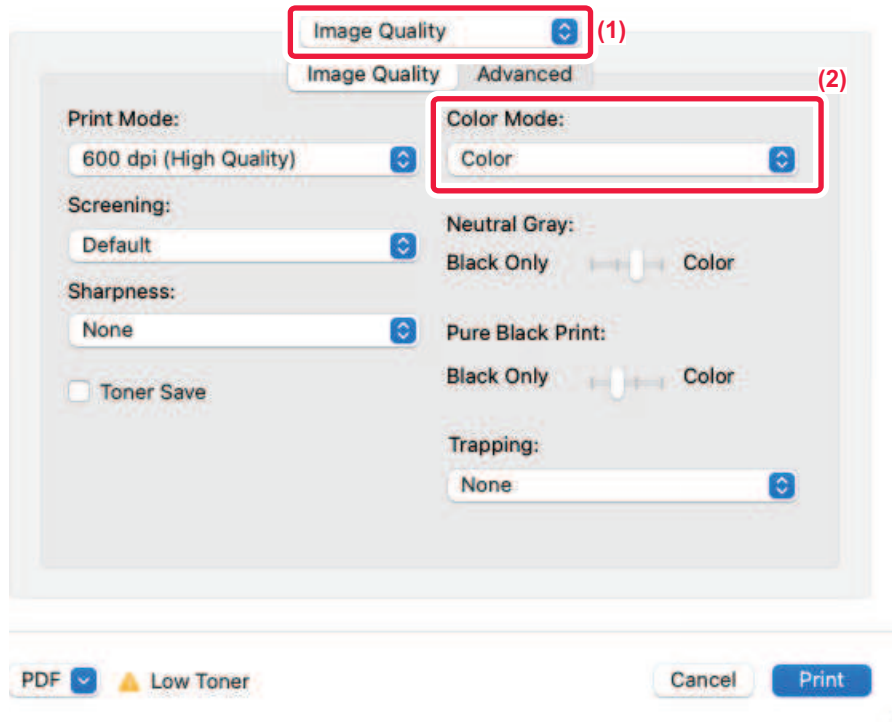 Image Quality
(1)
Image Quality Advanced
(2)
Print Mode:
600 dpi (High Quality)
Screening:
Default
Sharpness:
None
Toner Save
Color Mode:
Color
Neutral Gray:
Black Only Color
Pure Black Print:
Black Only Color
Trapping:
None
PDF Low Toner Cancel Print